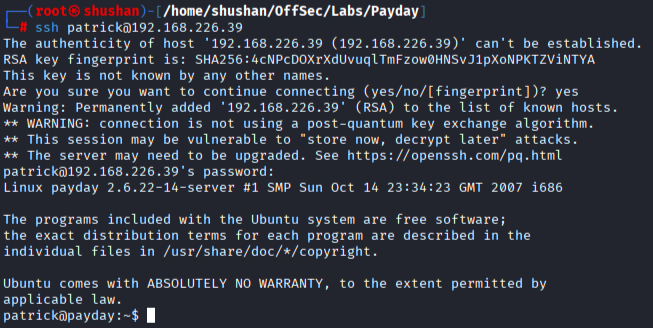 ┌──(root㉿shushan)-[/home/shushan/OffSec/Labs/Payday]
└─# ssh patrick@192.168.226.39
The authenticity of host '192.168.226.39 (192.168.226.39)' can't be established.
RSA key fingerprint is: SHA256:4cNPcDOXrXdUvuqlTmFzow0HNSvJ1pXoNPKTZViNTYA
This key is not known by any other names.
Are you sure you want to continue connecting (yes/no/[fingerprint])? yes
Warning: Permanently added '192.168.226.39' (RSA) to the list of known hosts.
** WARNING: connection is not using a post-quantum key exchange algorithm.
** This session may be vulnerable to "store now, decrypt later" attacks.
** The server may need to be upgraded. See https://openssh.com/pq.html
patrick@192.168.226.39's password:
Linux payday 2.6.22-14-server #1 SMP Sun Oct 14 23:34:23 GMT 2007 i686
The programs included with the Ubuntu system are free software;
the exact distribution terms for each program are described in the
individual files in /usr/share/doc/*/copyright.
Ubuntu comes with ABSOLUTELY NO WARRANTY, to the extent permitted by
applicable law.
patrick@payday:~$